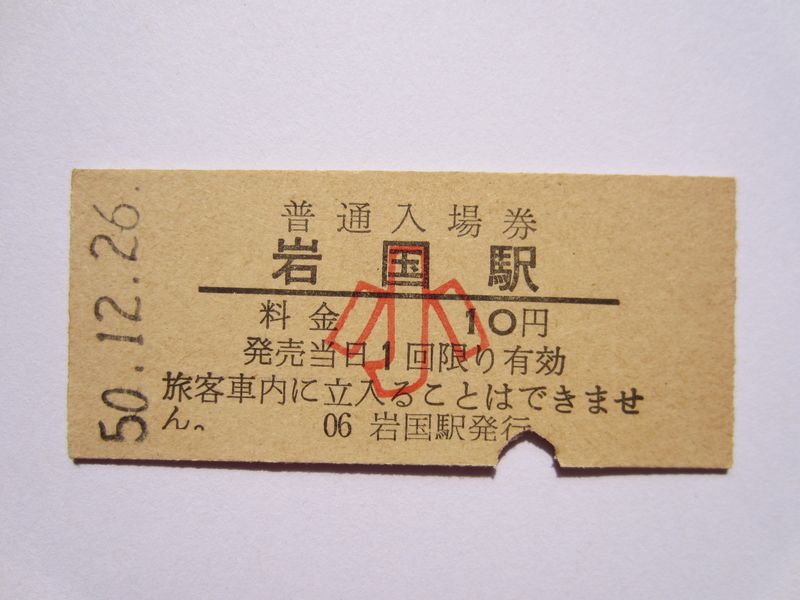 50.12.26.
普通入場券
岩国駅
小
料金 10円
発売当日1回限り有効
旅客車内に立入ることはできませ
ん。 06 岩国駅発行